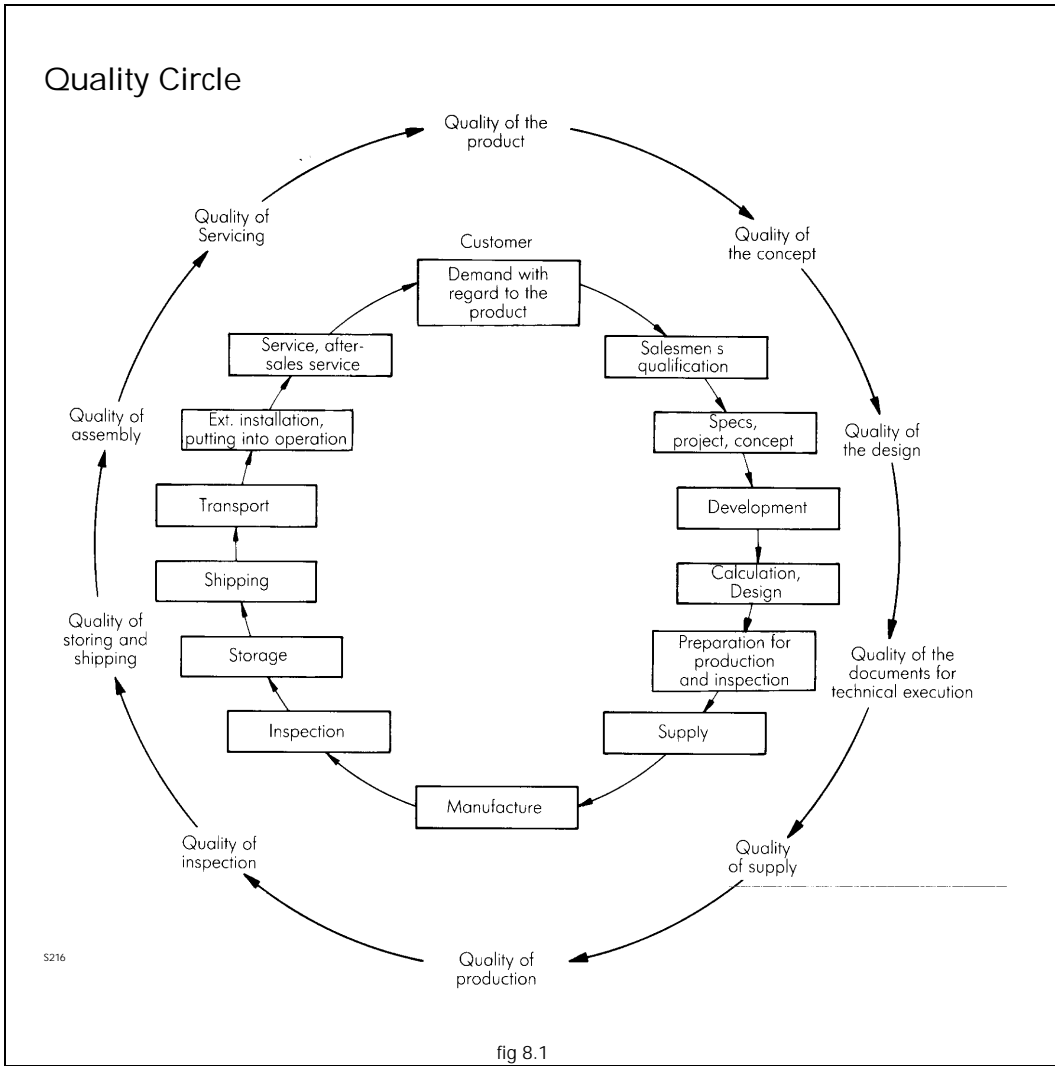 Quality Circle
Quality of the
product
Quality of
the concept
Quality of
the design
Quality of the
documents for
technical execution
Quality
of supply
Quality of
production
Quality of
inspection
Quality of
storing and
shipping
Quality of
assembly
Quality of
Servicing
Customer
Demand with
regard to the
product
Salesmen s
qualification
Specs,
project, concept
Development
Calculation,
Design
Preparation for
production
and inspection
Supply
Manufacture
Inspection
Storage
Shipping
Transport
Ext. installation,
putting into operation
Service, after-
sales service
S216
fig 8.1